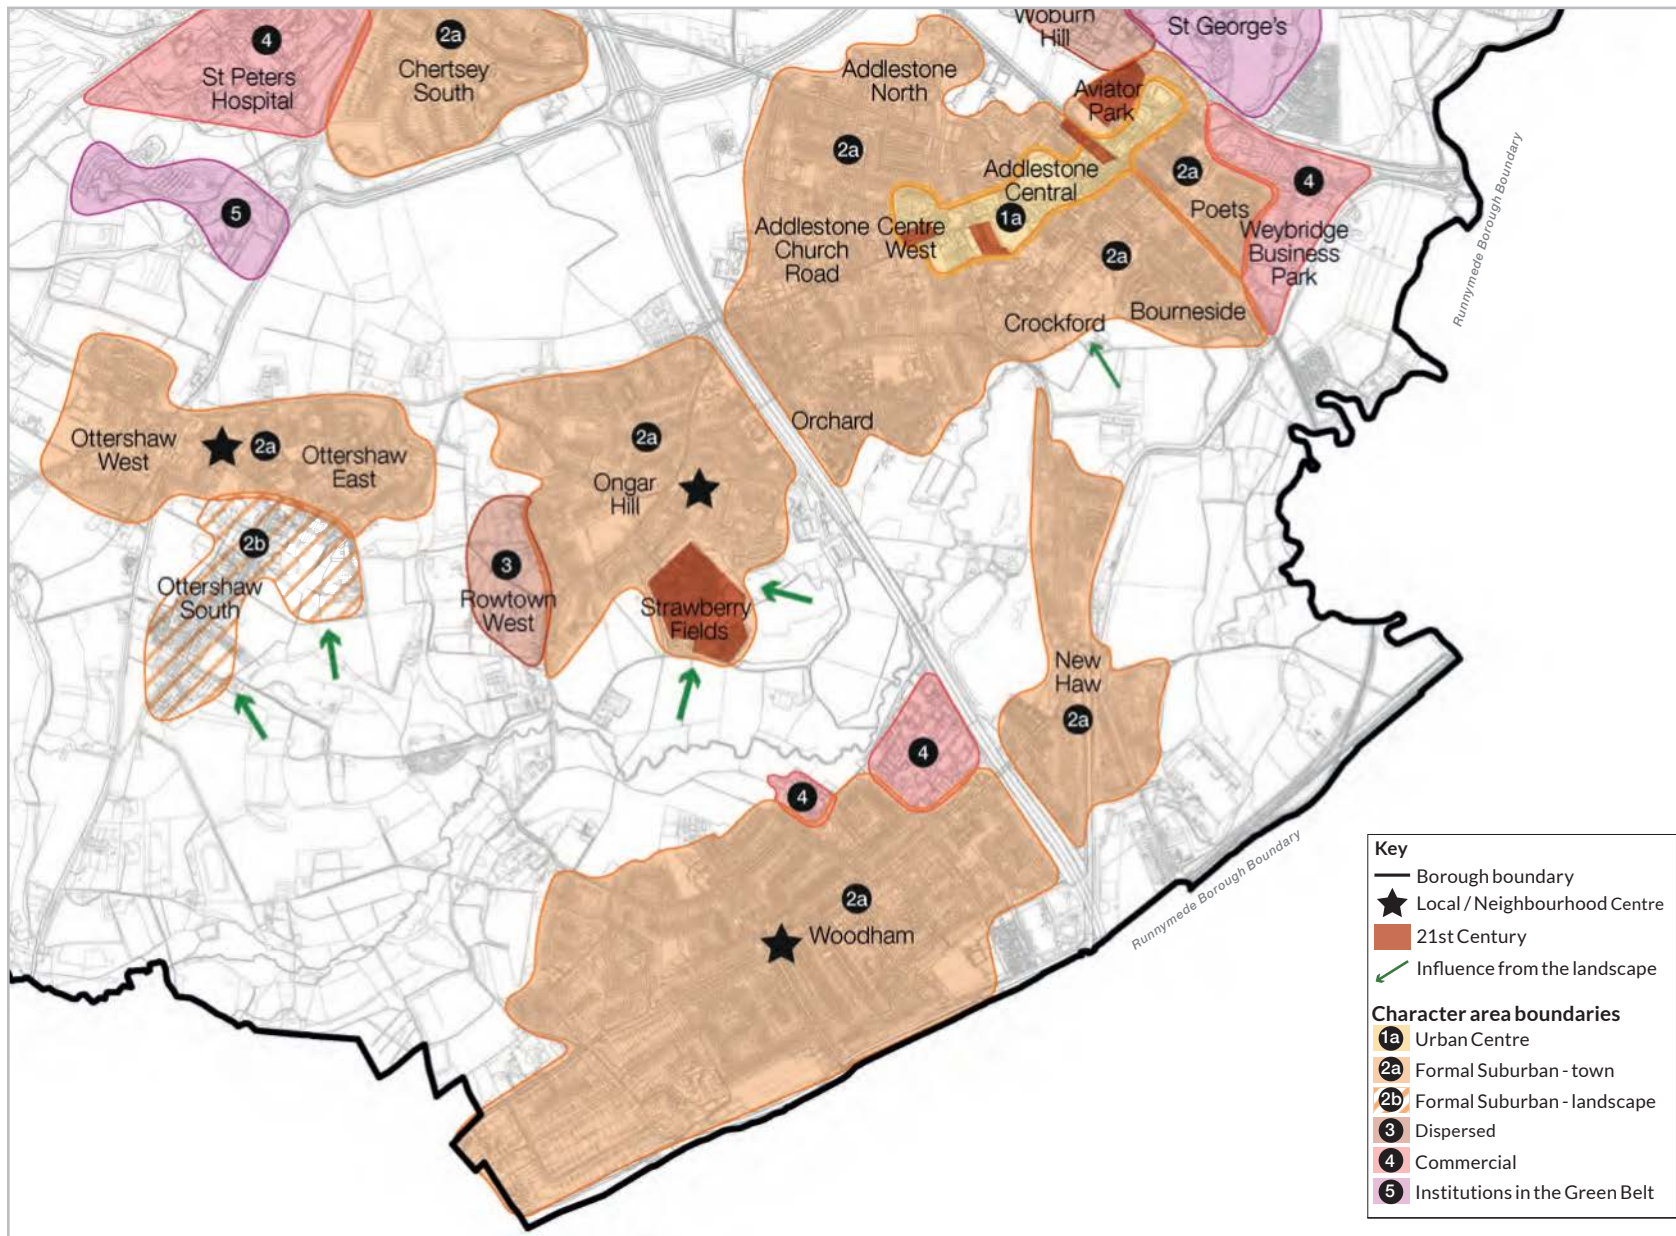 Woburn
Hill
St George's
4
St Peters
Hospital
2a
Chertsey
South
Addlestone
North
Aviator
Park
2a
Addlestone
Central
2a
Poets
4
Weybridge
Business
Park
5
Addlestone
Church
Road
Centre
West
1a
2a
Crockford
Bourneside
Runnymede Borough Boundary
Ottershaw
West
2a
Ottershaw
East
2a
Ongar
Hill
Orchard
2b
Ottershaw
South
3
Rowtown
West
Strawberry
Fields
New
Haw
2a
4
4
2a
Woodham
Runnymede Borough Boundary
Key
Borough boundary
Local / Neighbourhood Centre
21st Century
Influence from the landscape
Character area boundaries
1a Urban Centre
2a Formal Suburban - town
2b Formal Suburban - landscape
3 Dispersed
4 Commercial
5 Institutions in the Green Belt